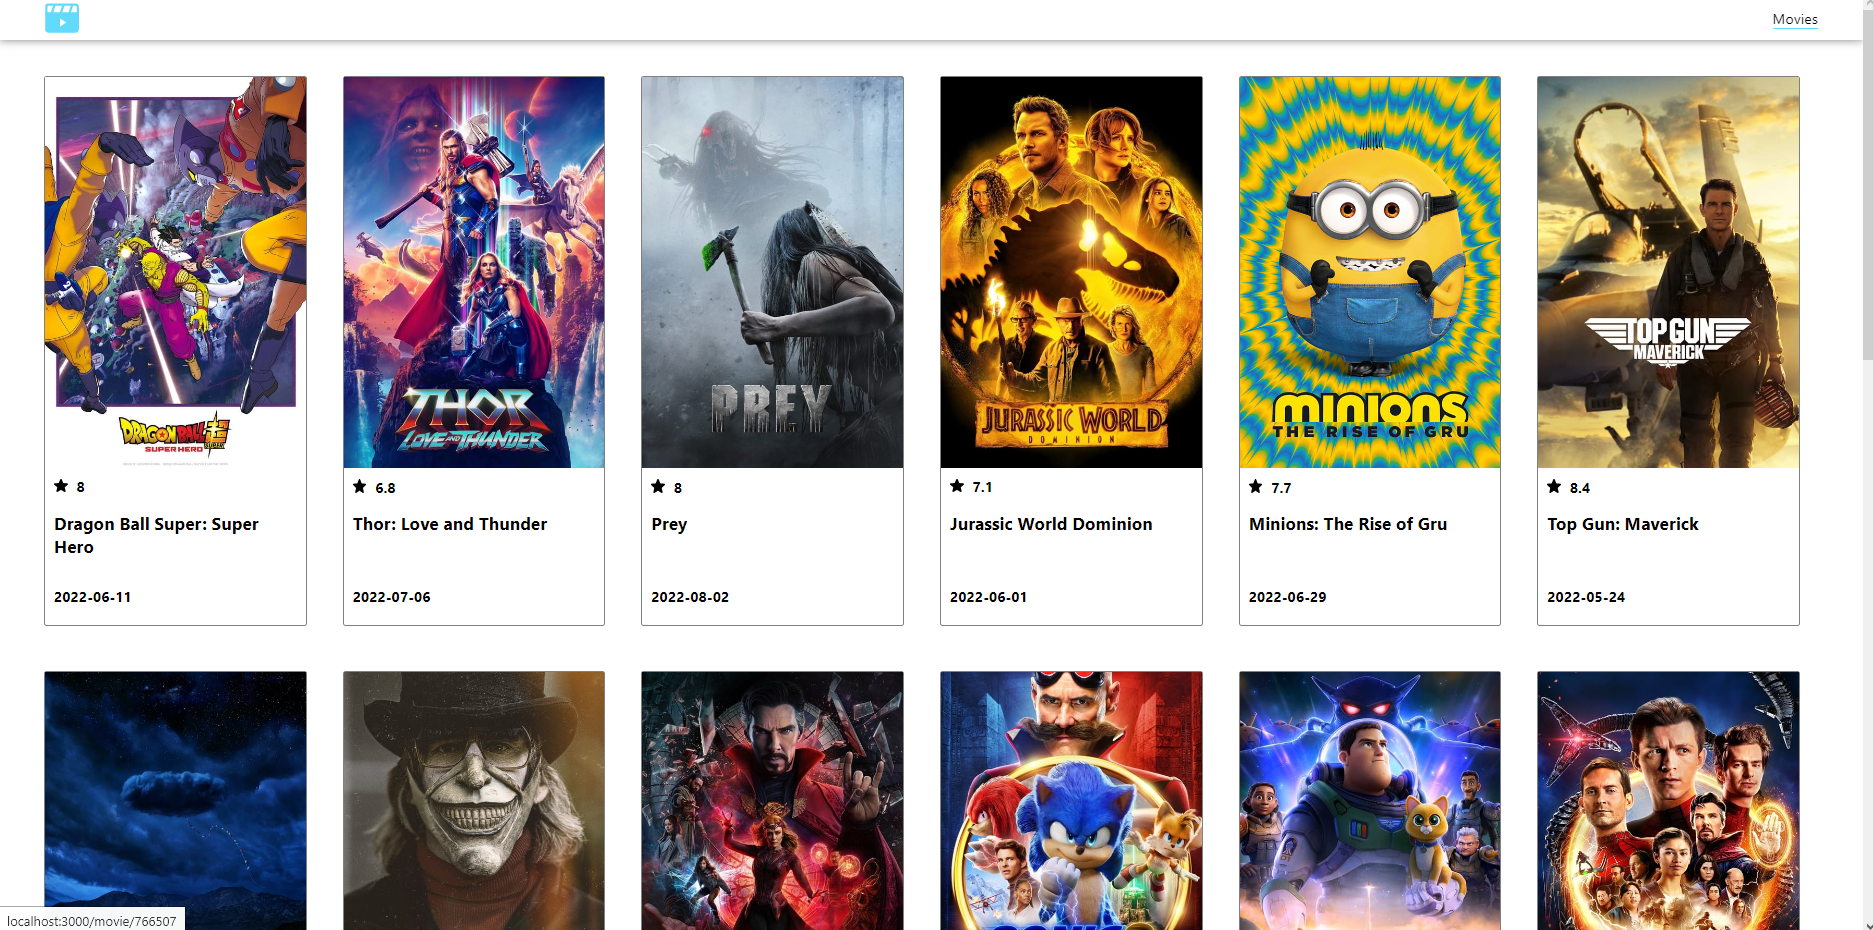 Movies
DRAGON BALL 超
SUPER
SUPER HERO
THOR
LOVE AND THUNDER
PREY
JURASSIC WORLD
DOMINION
MINIONS
THE RISE OF GRU
TOP GUN
MAVERICK
8
6.8
8
7.1
7.7
8.4
Dragon Ball Super: Super
Hero
Thor: Love and Thunder
Prey
Jurassic World Dominion
Minions: The Rise of Gru
Top Gun: Maverick
2022-06-11
2022-07-06
2022-08-02
2022-06-01
2022-06-29
2022-05-24
localhost:3000/movie/766507